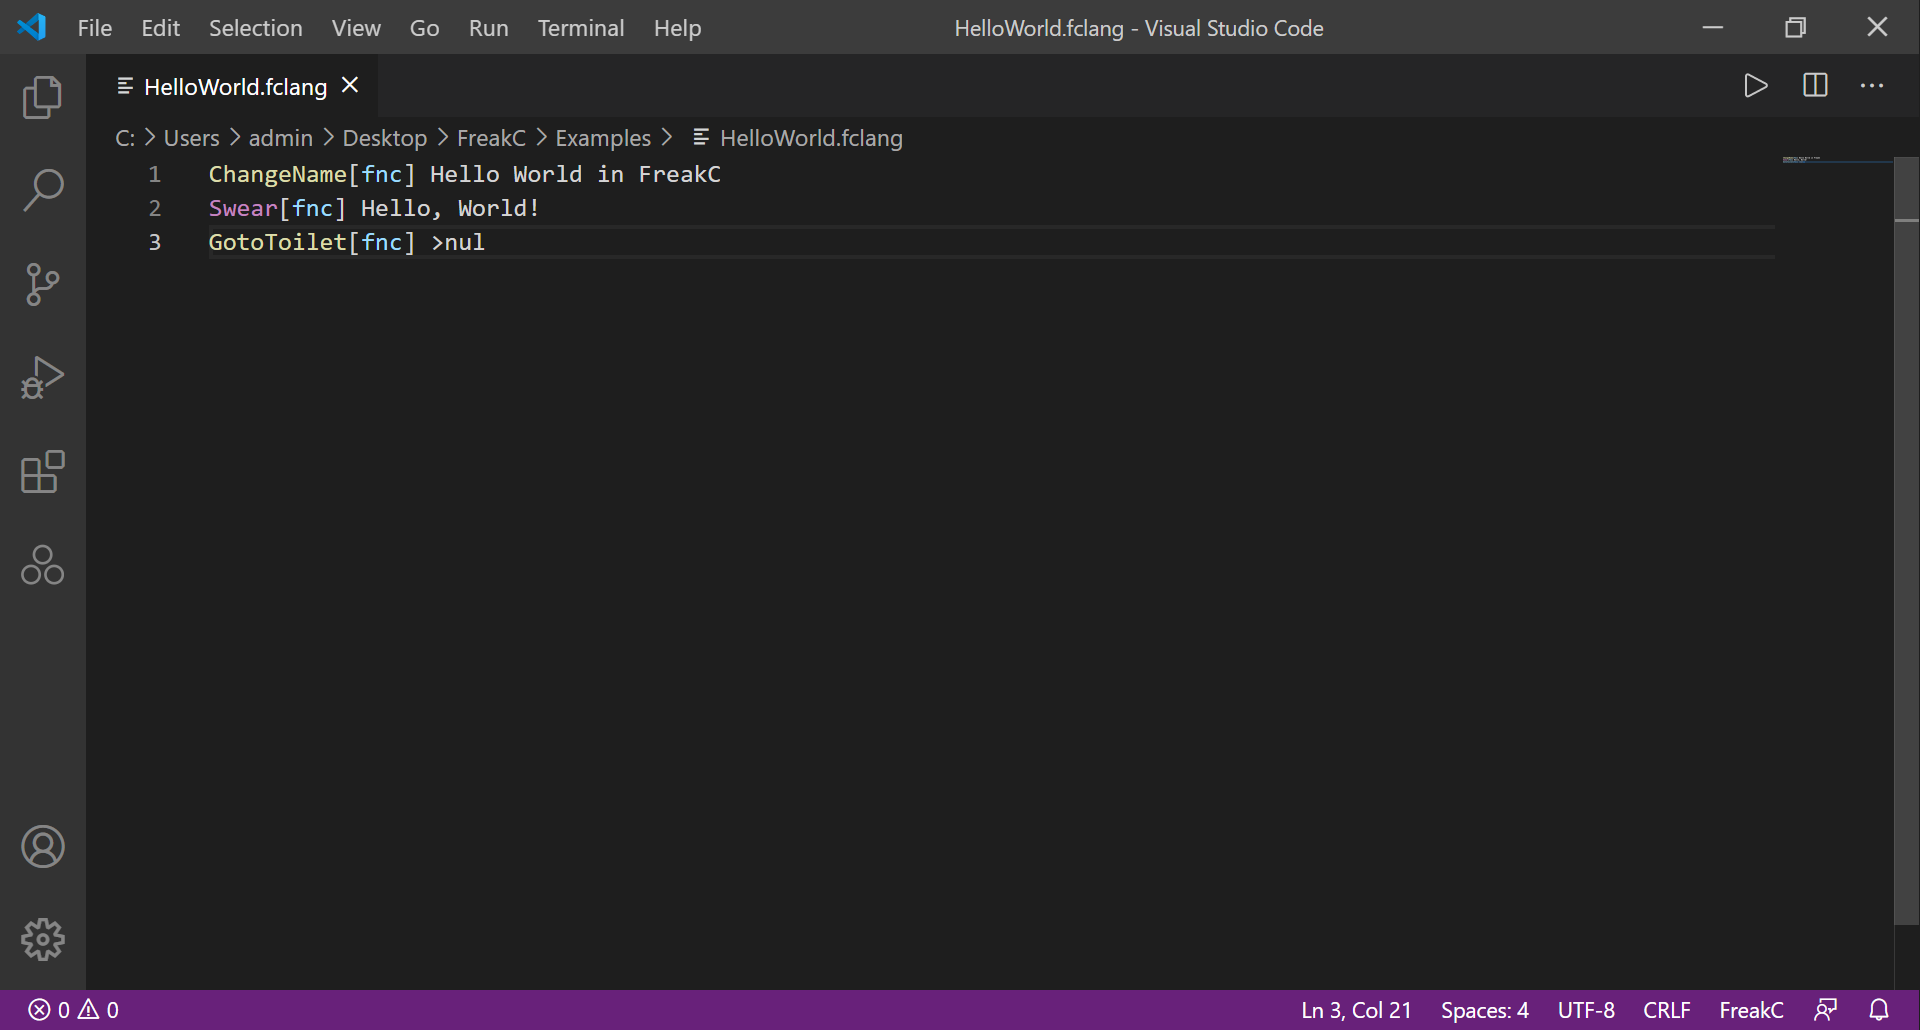 File Edit Selection View Go Run Terminal Help HelloWorld.fclang - Visual Studio Code
HelloWorld.fclang
C: > Users > admin > Desktop > FreakC > Examples > HelloWorld.fclang
1 ChangeName[fnc] Hello World in FreakC
2 Swear[fnc] Hello, World!
3 GotoToilet[fnc] >nul
0 0 Ln 3, Col 21 Spaces: 4 UTF-8 CRLF FreakC